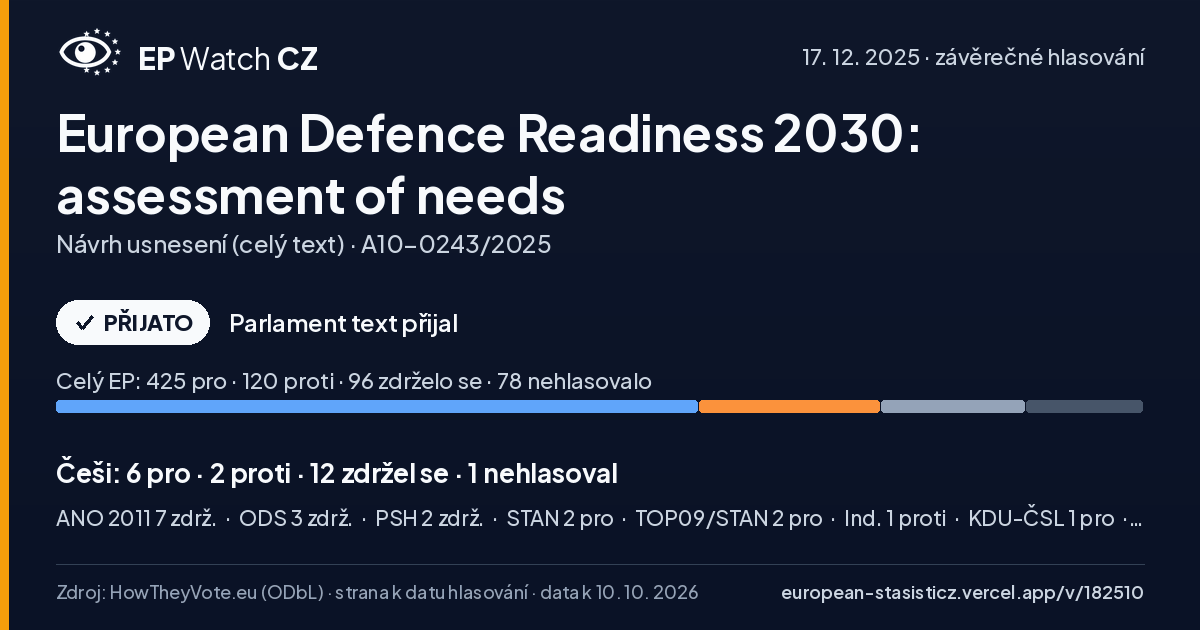 EP Watch CZ
17. 12. 2025 · závěrečné hlasování
European Defence Readiness 2030:
assessment of needs
Návrh usnesení (celý text) · A10-0243/2025
✓ PŘIJATO
Parlament text přijal
Celý EP: 425 pro · 120 proti · 96 zdrželo se · 78 nehlasovalo
Češi: 6 pro · 2 proti · 12 zdržel se · 1 nehlasoval
ANO 2011 7 zdrž. · ODS 3 zdrž. · PSH 2 zdrž. · STAN 2 pro · TOP09/STAN 2 pro · Ind. 1 proti · KDU-ČSL 1 pro ·…
Zdroj: HowTheyVote.eu (ODbL) · strana k datu hlasování · data k 10. 10. 2026
european-stasisticz.vercel.app/v/182510